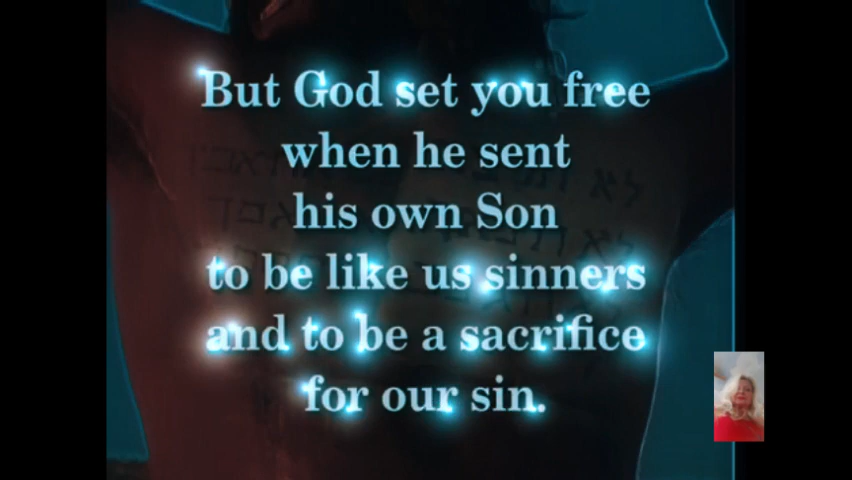 But God set you free
when he sent
his own Son
to be like us sinners
and to be a sacrifice
for our sin.